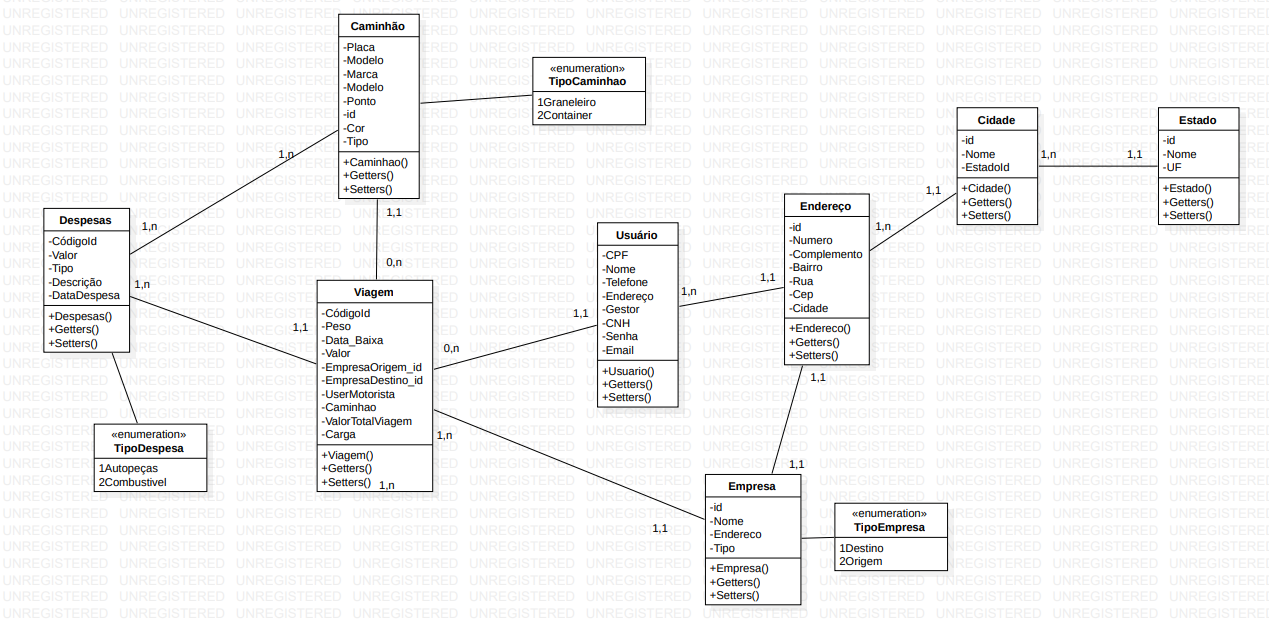 Caminhão
-Placa
-Modelo
-Marca
-Modelo
-Ponto
-id
-Cor
-Tipo
+Caminhao()
+Getters()
+Setters()
«enumeration»
TipoCaminhao
1Graneleiro
2Container
Cidade
-id
-Nome
-EstadoId
+Cidade()
+Getters()
+Setters()
Estado
-id
-Nome
-UF
+Estado()
+Getters()
+Setters()
1,n
1,1
1,n
1,n
1,1
0,n
Despesas
-CódigoId
-Valor
-Tipo
-Descrição
-DataDespesa
+Despesas()
+Getters()
+Setters()
1,n
1,1
«enumeration»
TipoDespesa
1Autopeças
2Combustivel
Viagem
-CódigoId
-Peso
-Data_Baixa
-Valor
-EmpresaOrigem_id
-EmpresaDestino_id
-UserMotorista
-Caminhao
-ValorTotalViagem
-Carga
+Viagem()
+Getters()
+Setters()
1,n
0,n
1,1
1,n
1,1
Usuário
-CPF
-Nome
-Telefone
-Endereço
-Gestor
-CNH
-Senha
-Email
+Usuario()
+Getters()
+Setters()
1,n
1,1
Endereço
-id
-Numero
-Complemento
-Bairro
-Rua
-Cep
-Cidade
+Endereco()
+Getters()
+Setters()
1,n
1,1
1,1
1,1
Empresa
-id
-Nome
-Endereco
-Tipo
+Empresa()
+Getters()
+Setters()
«enumeration»
TipoEmpresa
1Destino
2Origem
UNREGISTERED